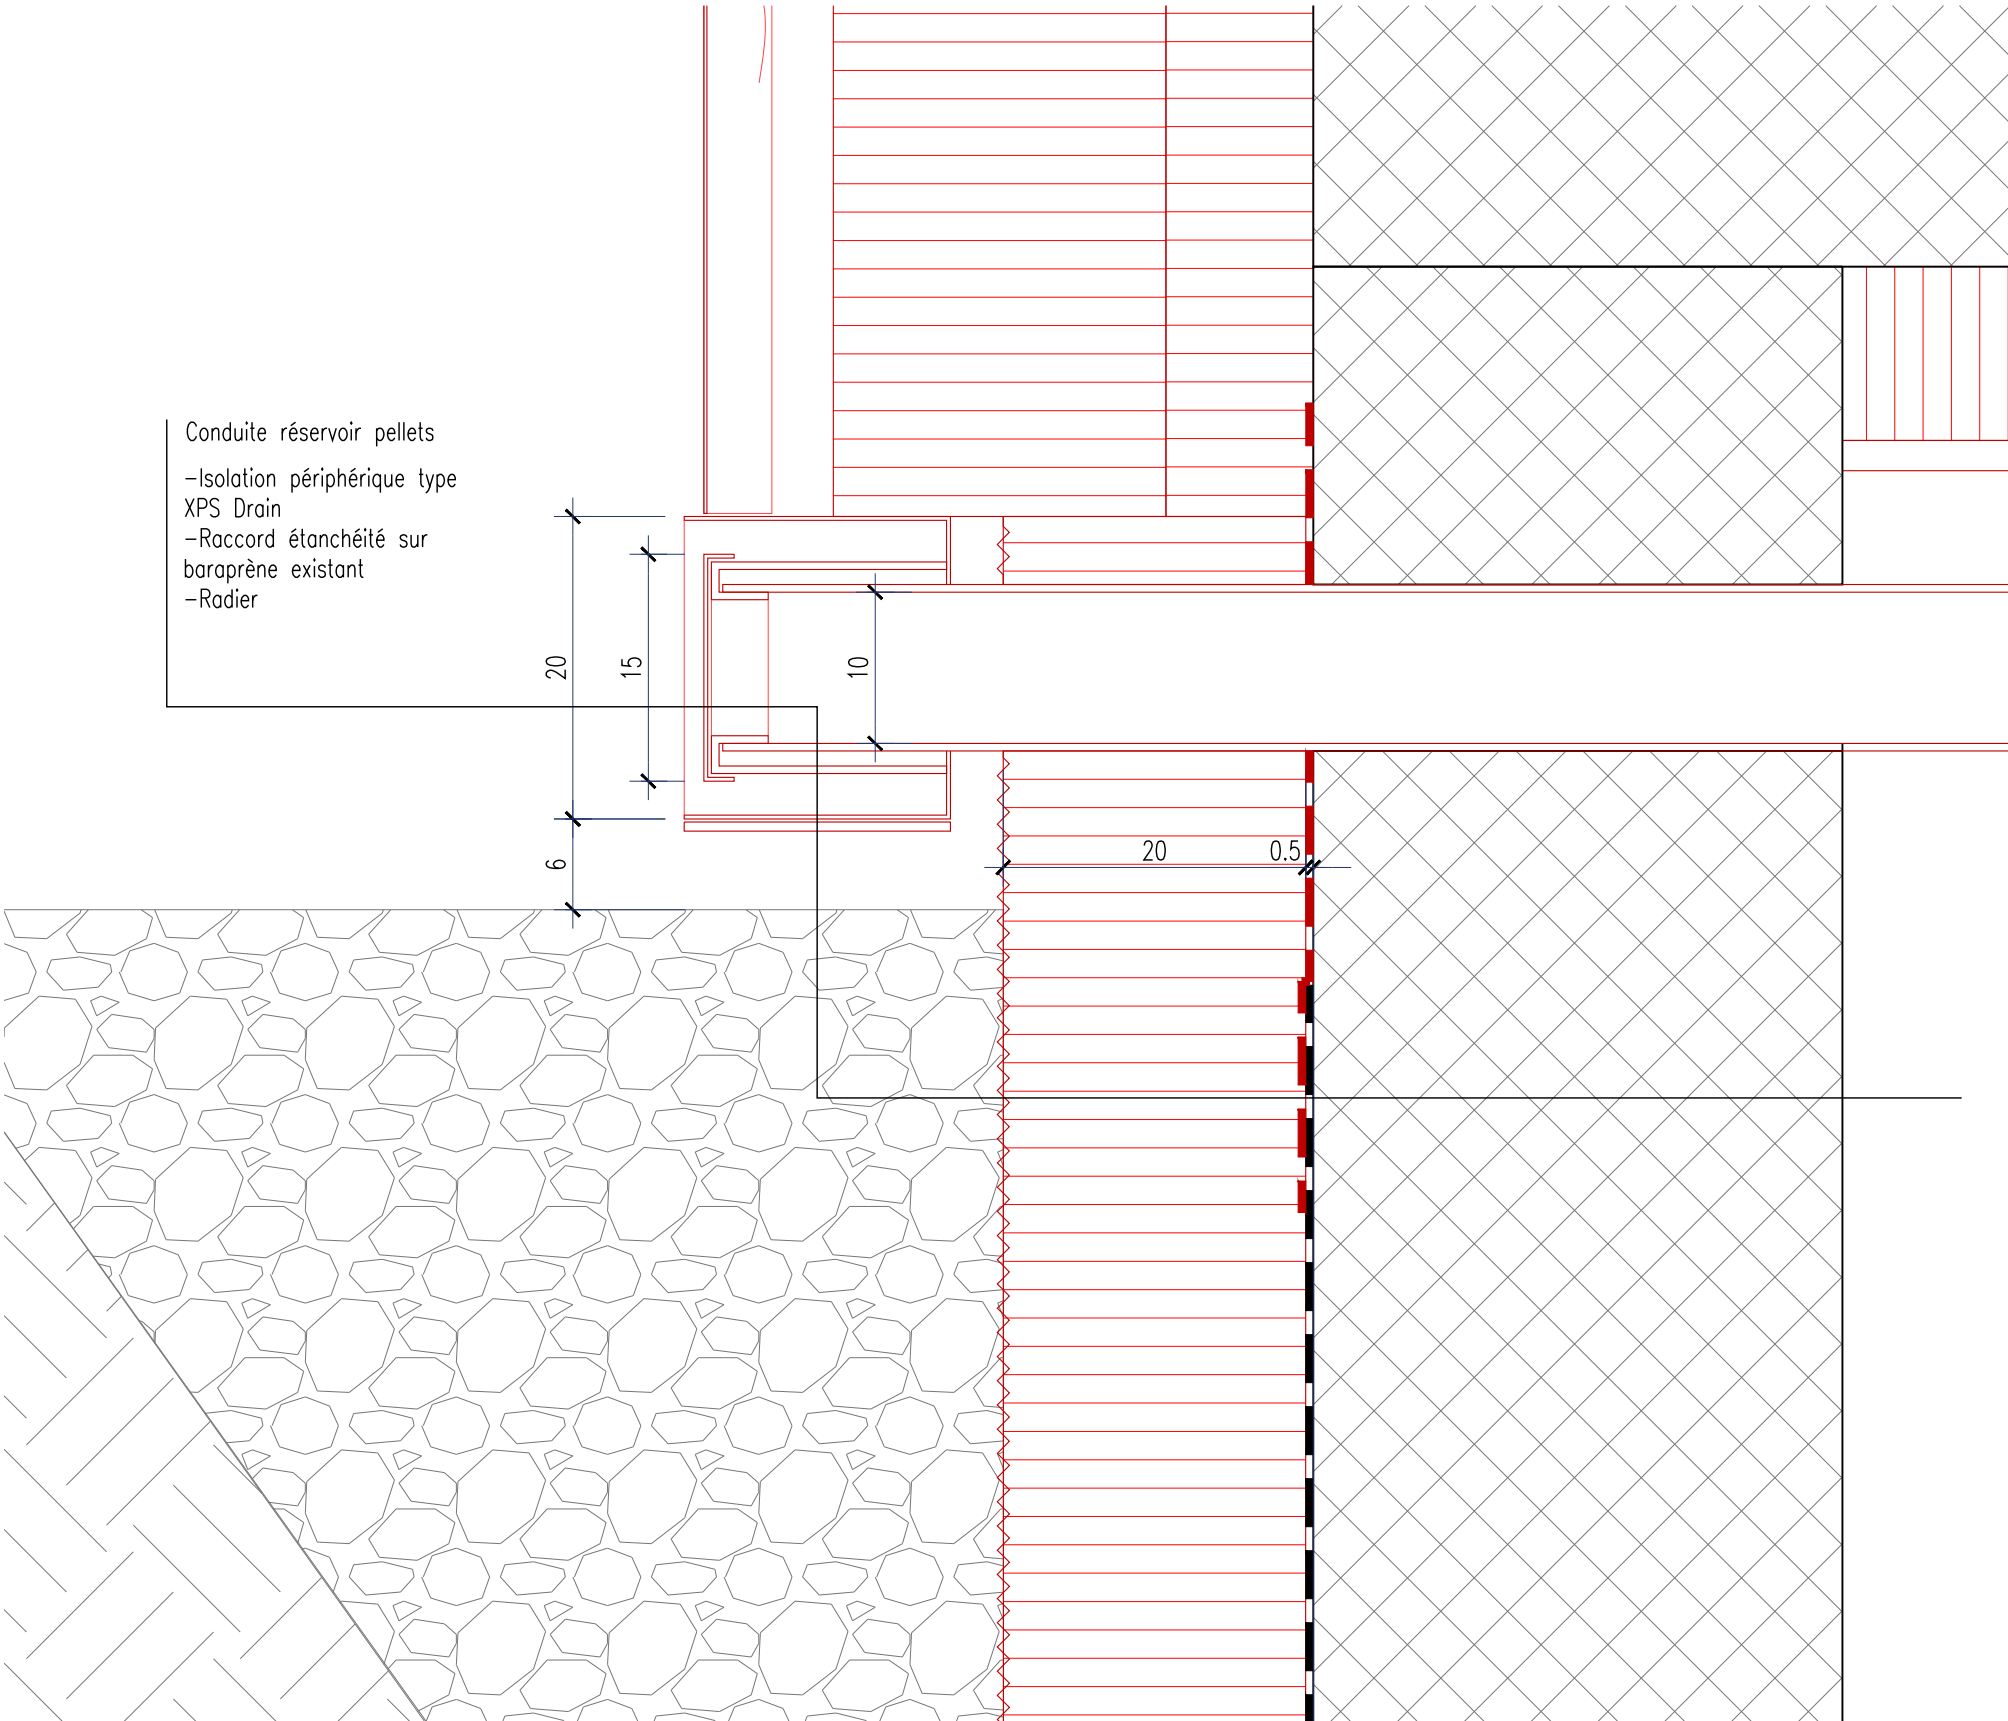 Conduite réservoir pellets
-Isolation périphérique type
XPS Drain
-Raccord étanchéité sur
baraprène existant
-Radier
20
15
10
6
20
0.5